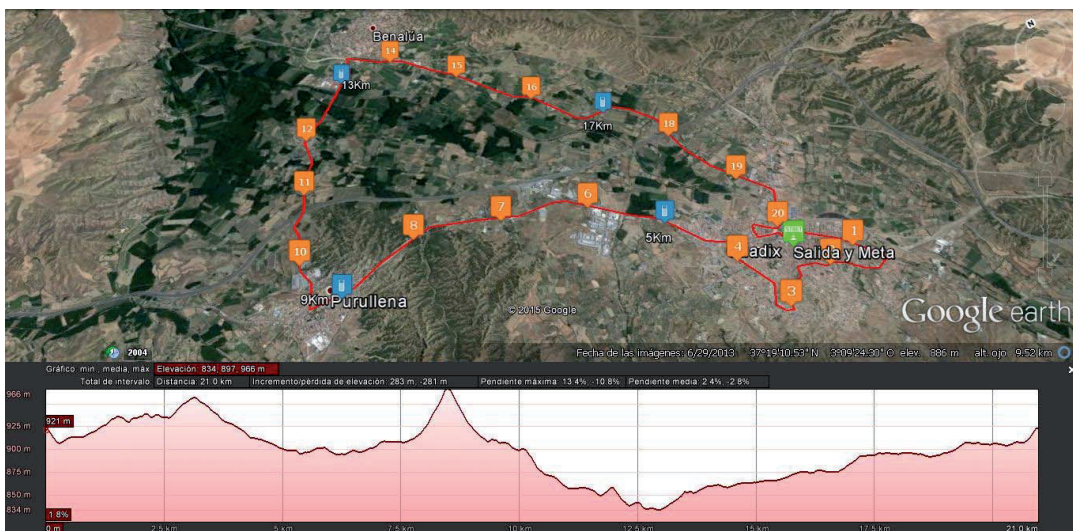 N
Benalúa
14
15
13Km
16
17Km
12
18
19
11
6
7
20
5Km
8
1
4
adix
Salida y Meta
10
3
9Km
Purullena
© 2015 Google
Google earth
2004
Fecha de las imágenes: 6/29/2013 37°19'10.53" N 3°09'24.30" O elev. 886 m alt. ojo 9.52 km
Gráfico: min., media, máx. Elevación: 834, 897, 966 m
Total de intervalo: Distancia: 21.0 km Incremento/pérdida de elevación: 283 m, -281 m Pendiente máxima: 13.4%, -10.8% Pendiente media: 2.4%, -2.8%
966 m
921 m
925 m
900 m
875 m
850 m
834 m
1.8%
0 m 2.5 km 5 km 7.5 km 10 km 12.5 km 15 km 17.5 km 21.0 km